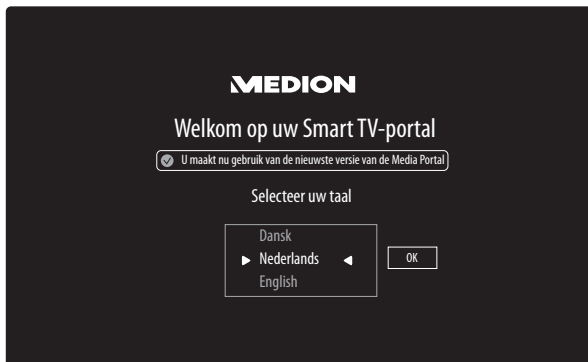 MEDION
Welkom op uw Smart TV-portal
U maakt nu gebruik van de nieuwste versie van de Media Portal
Selecteer uw taal
Dansk
Nederlands
OK
English